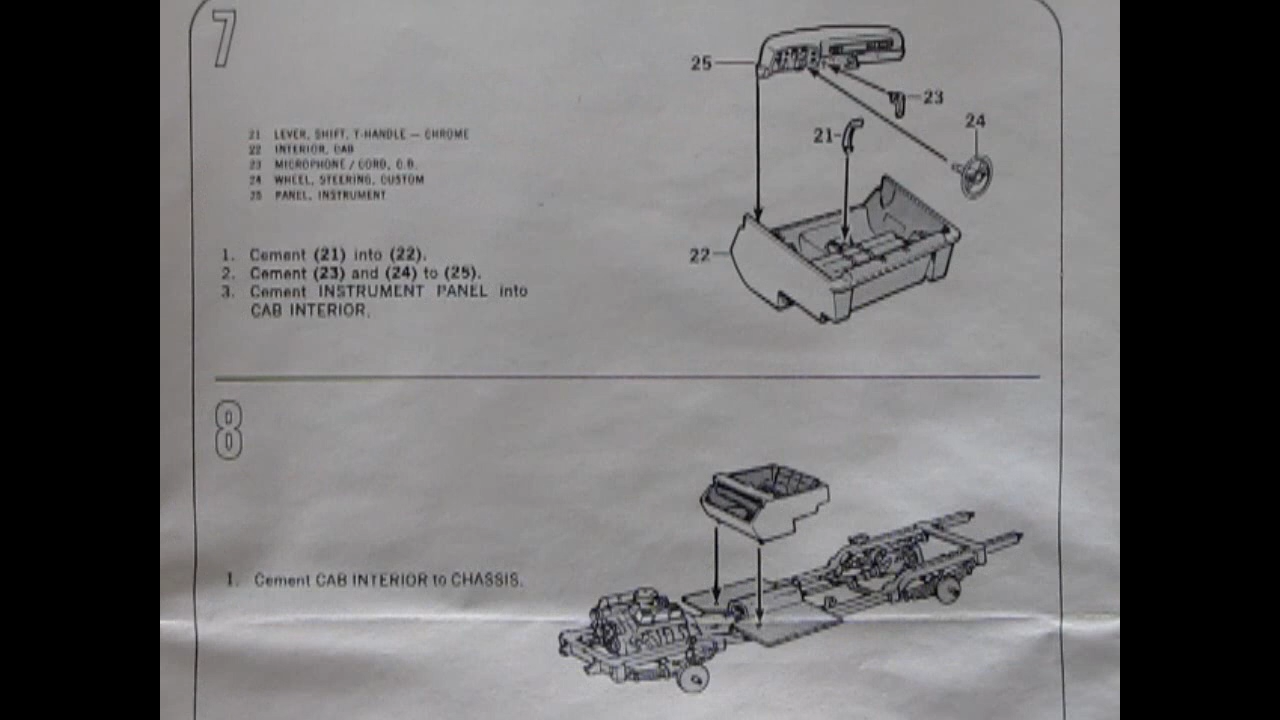 7
21 LEVER, SHIFT, T-HANDLE — CHROME
22 INTERIOR, CAB
23 MICROPHONE / CORD, C.B.
24 WHEEL, STEERING, CUSTOM
25 PANEL, INSTRUMENT
1. Cement (21) into (22).
2. Cement (23) and (24) to (25).
3. Cement INSTRUMENT PANEL into
CAB INTERIOR.
25
23
24
21
22
8
1. Cement CAB INTERIOR to CHASSIS.